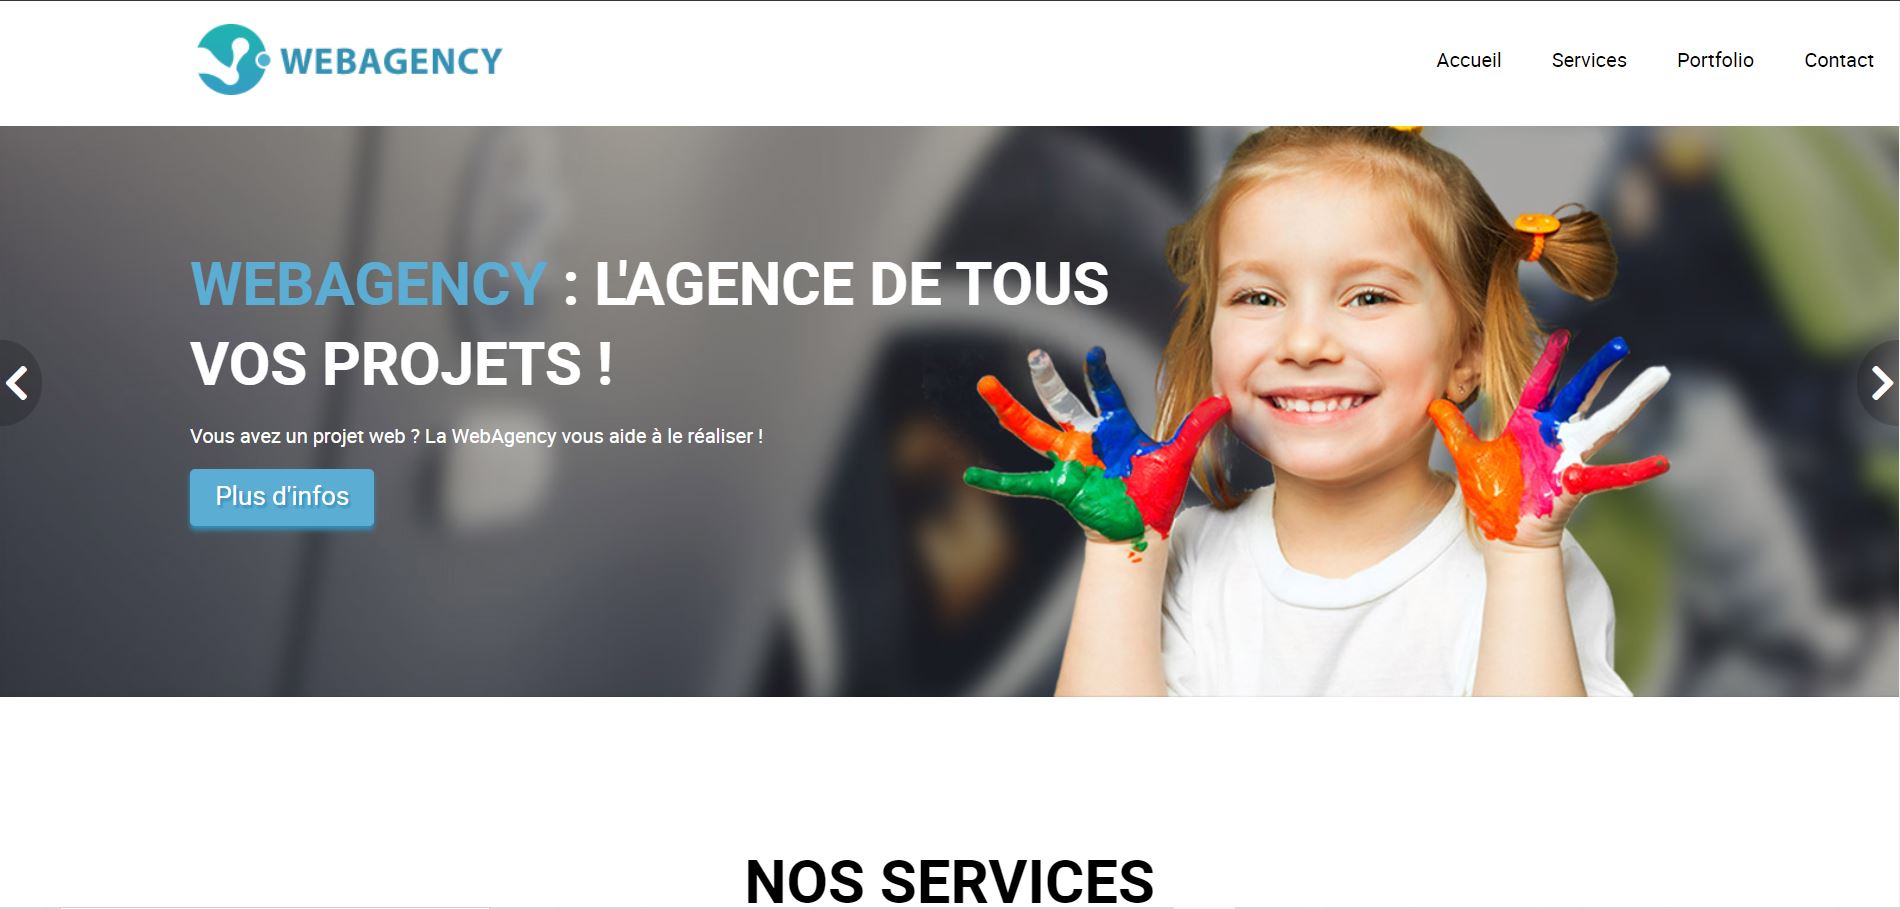 WEBAGENCY
Accueil Services Portfolio Contact
WEBAGENCY : L'AGENCE DE TOUS
VOS PROJETS !
Vous avez un projet web ? La WebAgency vous aide à le réaliser !
Plus d'infos
NOS SERVICES